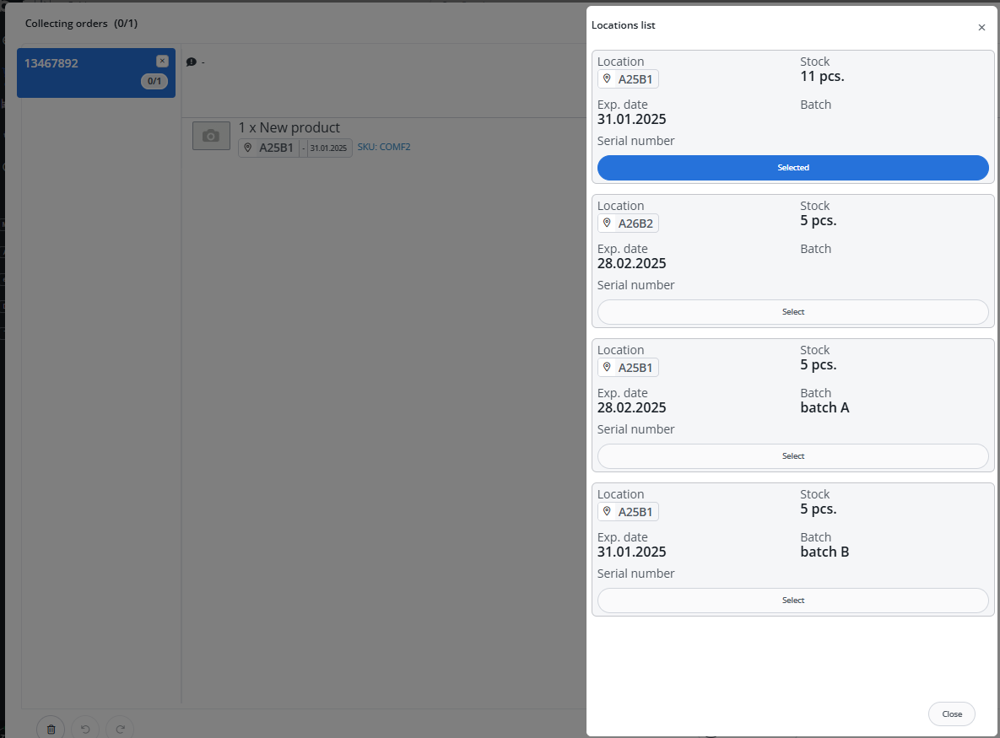 Collecting orders (0/1)
13467892
0/1
-
1 x New product
A25B1 - 31.01.2025 SKU: COMF2
Locations list
Location Stock
A25B1 11 pcs.
Exp. date Batch
31.01.2025
Serial number
Selected
Location Stock
A26B2 5 pcs.
Exp. date Batch
28.02.2025
Serial number
Select
Location Stock
A25B1 5 pcs.
Exp. date Batch
28.02.2025 batch A
Serial number
Select
Location Stock
A25B1 5 pcs.
Exp. date Batch
31.01.2025 batch B
Serial number
Select
Close